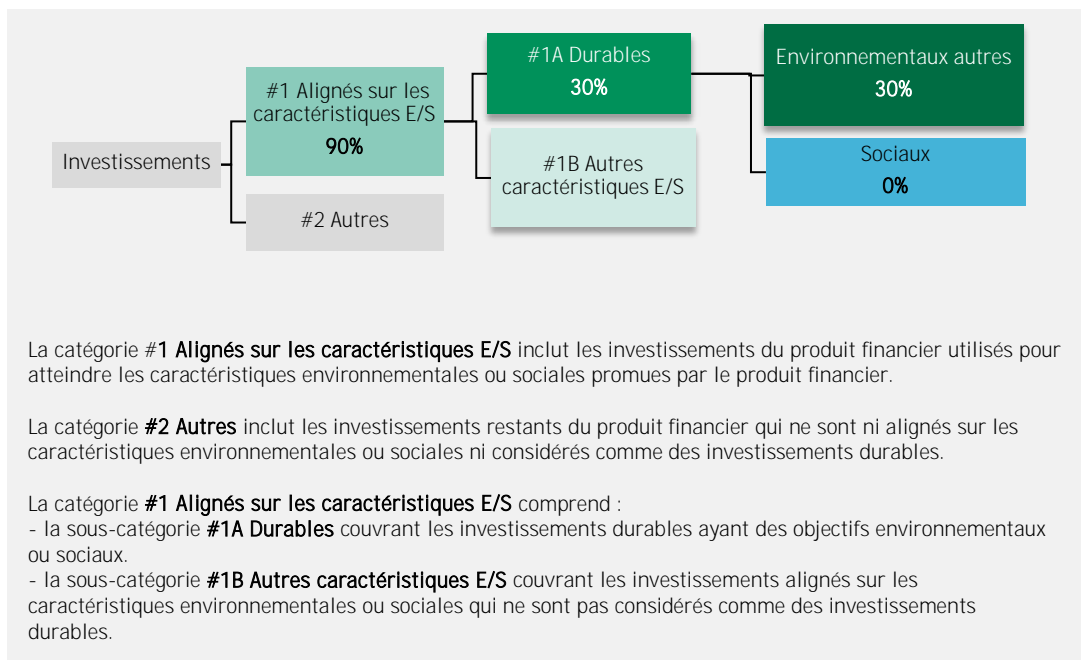 Investissements
#1 Alignés sur les
caractéristiques E/S
90%
#2 Autres
#1A Durables
30%
#1B Autres
caractéristiques E/S
Environnementaux autres
30%
Sociaux
0%
La catégorie #1 Alignés sur les caractéristiques E/S inclut les investissements du produit financier utilisés pour
atteindre les caractéristiques environnementales ou sociales promues par le produit financier.
La catégorie #2 Autres inclut les investissements restants du produit financier qui ne sont ni alignés sur les
caractéristiques environnementales ou sociales ni considérés comme des investissements durables.
La catégorie #1 Alignés sur les caractéristiques E/S comprend :
- la sous-catégorie #1A Durables couvrant les investissements durables ayant des objectifs environnementaux
ou sociaux.
- la sous-catégorie #1B Autres caractéristiques E/S couvrant les investissements alignés sur les
caractéristiques environnementales ou sociales qui ne sont pas considérés comme des investissements
durables.